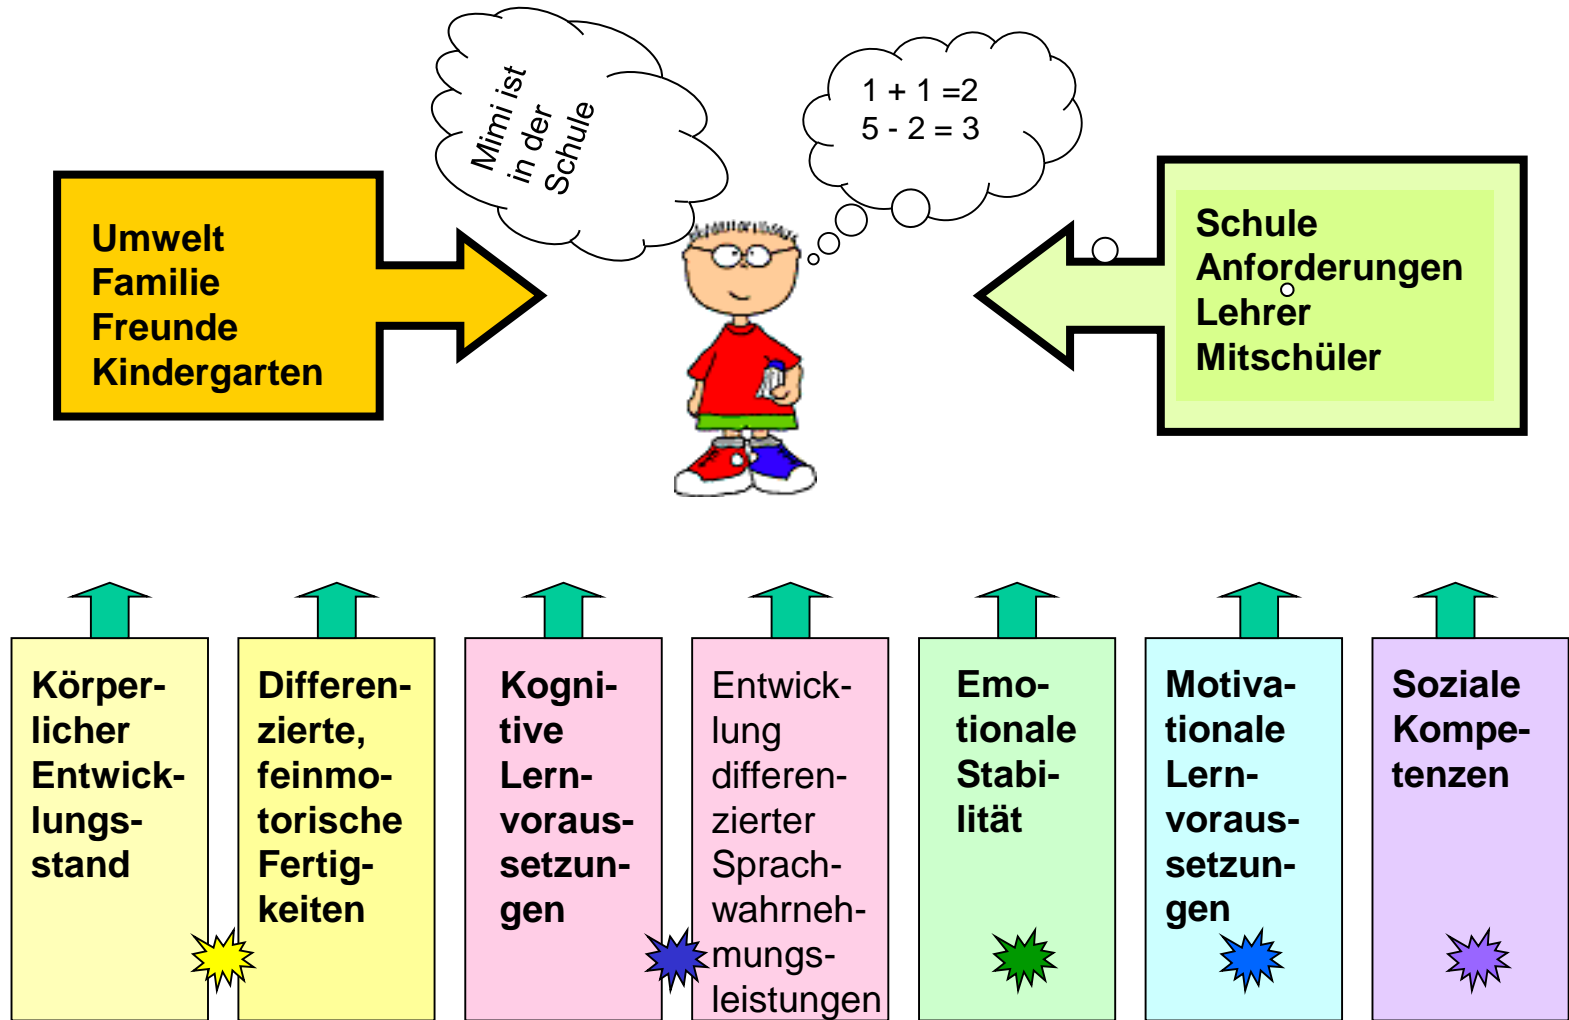 Mimi ist
in der
Schule
1 + 1 =2
5 - 2 = 3
Umwelt
Familie
Freunde
Kindergarten
Schule
Anforderungen
Lehrer
Mitschüler
Körper-
licher
Entwick-
lungs-
stand
Differen-
zierte,
feinmo-
torische
Fertig-
keiten
Kogni-
tive
Lern-
voraus-
setzun-
gen
Entwick-
lung
differen-
zierter
Sprach-
wahrneh-
mungs-
leistungen
Emo-
tionale
Stabi-
lität
Motiva-
tionale
Lern-
voraus-
setzun-
gen
Soziale
Kompe-
tenzen